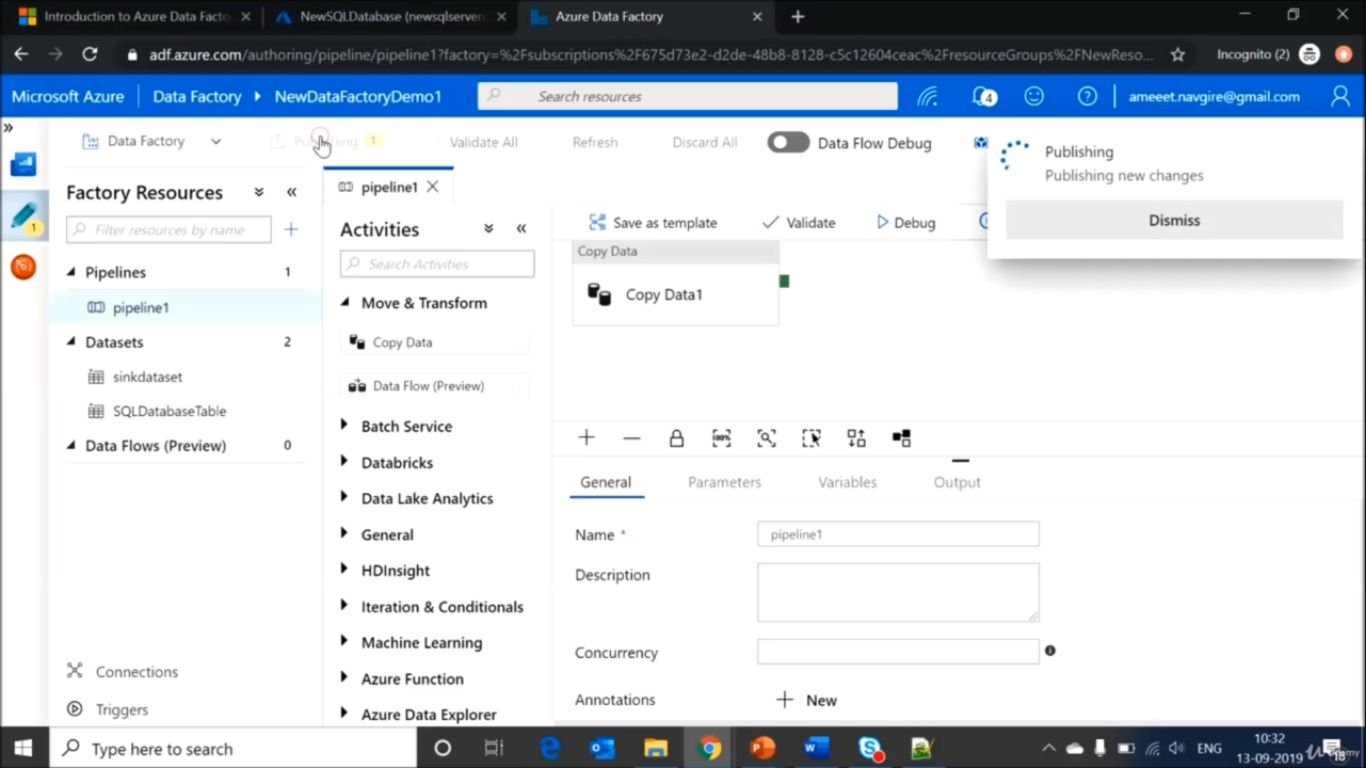 Introduction to Azure Data Facto
NewSQLDatabase (newsqlserver
Azure Data Factory
adf.azure.com/authoring/pipeline/pipeline1?factory=%2Fsubscriptions%2F675d73e2-d2de-48b8-8128-c5c12604ceac%2FresourceGroups%2FNewReso...
Incognito (2)
Microsoft Azure
Data Factory
NewDataFactoryDemo1
Search resources
4
ameeet.navgire@gmail.com
Data Factory
Publishing
1
Validate All
Refresh
Discard All
Data Flow Debug
Publishing
Publishing new changes
Dismiss
1
Factory Resources
Filter resources by name
Pipelines
1
pipeline1
Datasets
2
sinkdataset
SQLDatabaseTable
Data Flows (Preview)
0
Connections
Triggers
pipeline1
Activities
Search Activities
Move & Transform
Copy Data
Data Flow (Preview)
Batch Service
Databricks
Data Lake Analytics
General
HDInsight
Iteration & Conditionals
Machine Learning
Azure Function
Azure Data Explorer
Save as template
Validate
Debug
Copy Data
Copy Data1
100%
General
Parameters
Variables
Output
Name *
pipeline1
Description
Concurrency
Annotations
New
Type here to search
ENG
10:32
13-09-2019
18